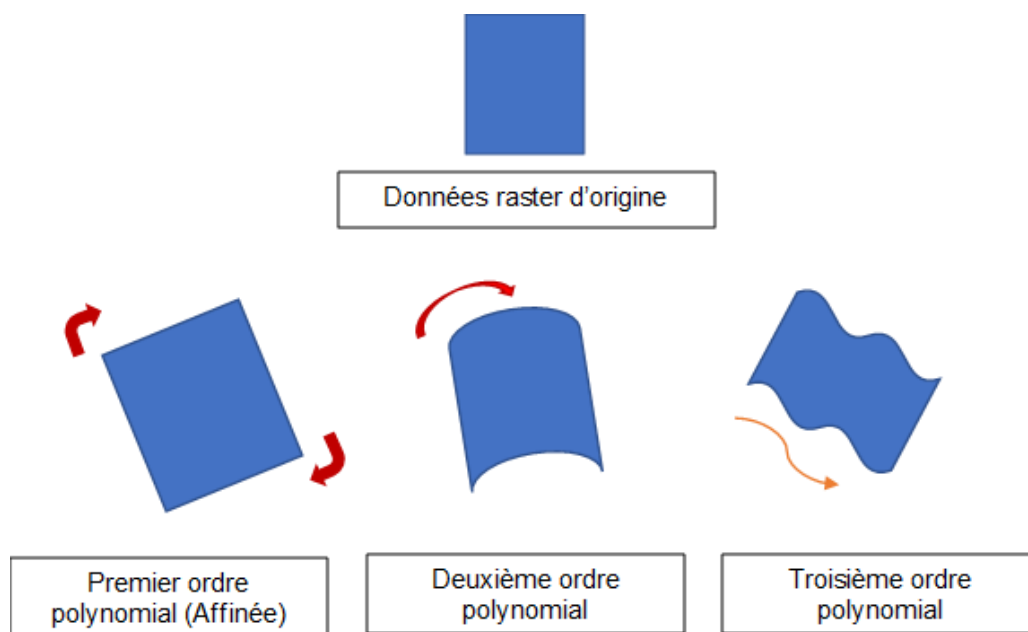 Données raster d'origine
Premier ordre
polynomial (Affinée)
Deuxième ordre
polynomial
Troisième ordre
polynomial